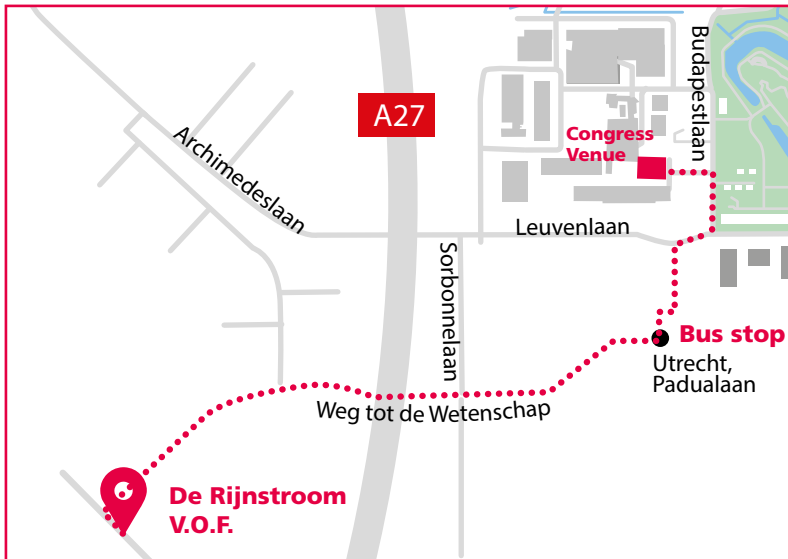 Budapestlaan
A27
Congress
Venue
Archimedeslaan
Leuvenlaan
Sorbonnelaan
Bus stop
Utrecht,
Padualaan
Weg tot de Wetenschap
De Rijnstroom
V.O.F.